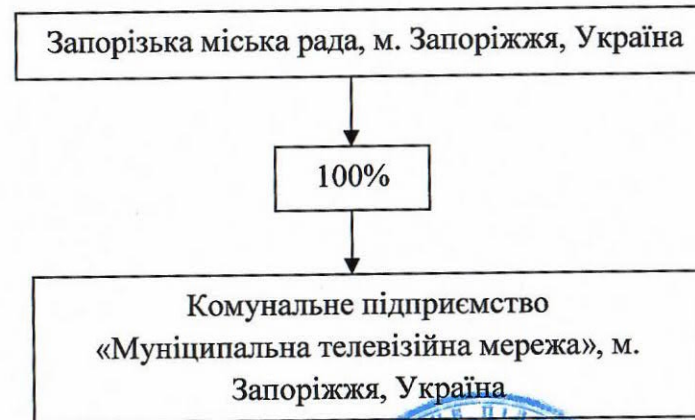 Запорізька міська рада, м. Запоріжжя, Україна
100%
Комунальне підприємство
«Муніципальна телевізійна мережа», м.
Запоріжжя, Україна